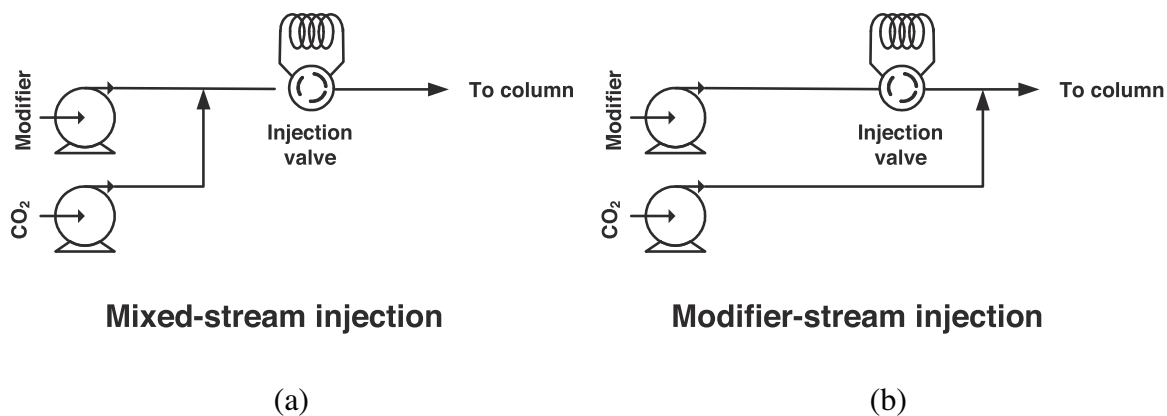 Modifier
CO₂
Injection
valve
To column
Mixed-stream injection
(a)
Modifier
CO₂
Injection
valve
To column
Modifier-stream injection
(b)